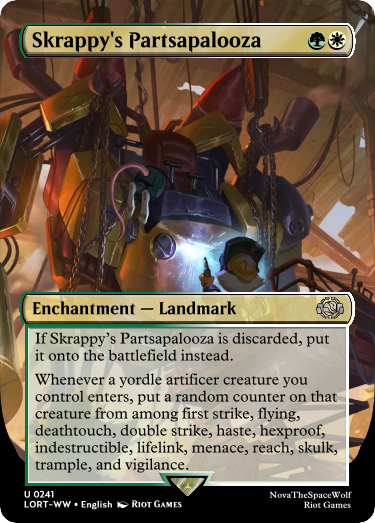 Skrappy's Partsapalooza
Enchantment — Landmark
If Skrappy's Partsapalooza is discarded, put
it onto the battlefield instead.
Whenever a yordle artificer creature you
control enters, put a random counter on that
creature from among first strike, flying,
deathtouch, double strike, haste, hexproof,
indestructible, lifelink, menace, reach, skulk,
trample, and vigilance.
U 0241
LORT-WW • English Riot Games
NovaTheSpaceWolf
Riot Games